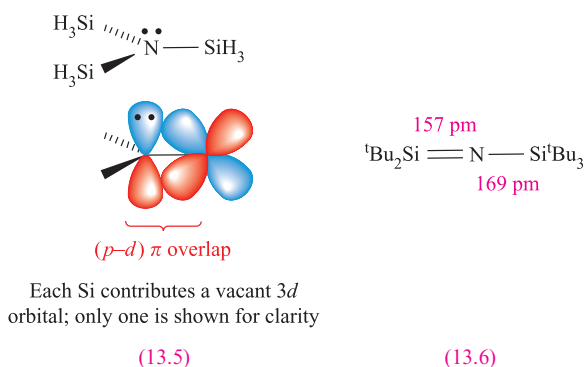 H₃Si
N — SiH₃
H₃Si
(p–d) π overlap
Each Si contributes a vacant 3d
orbital; only one is shown for clarity
(13.5)
157 pm
ᵗBu₂Si ═ N — SiᵗBu₃
169 pm
(13.6)